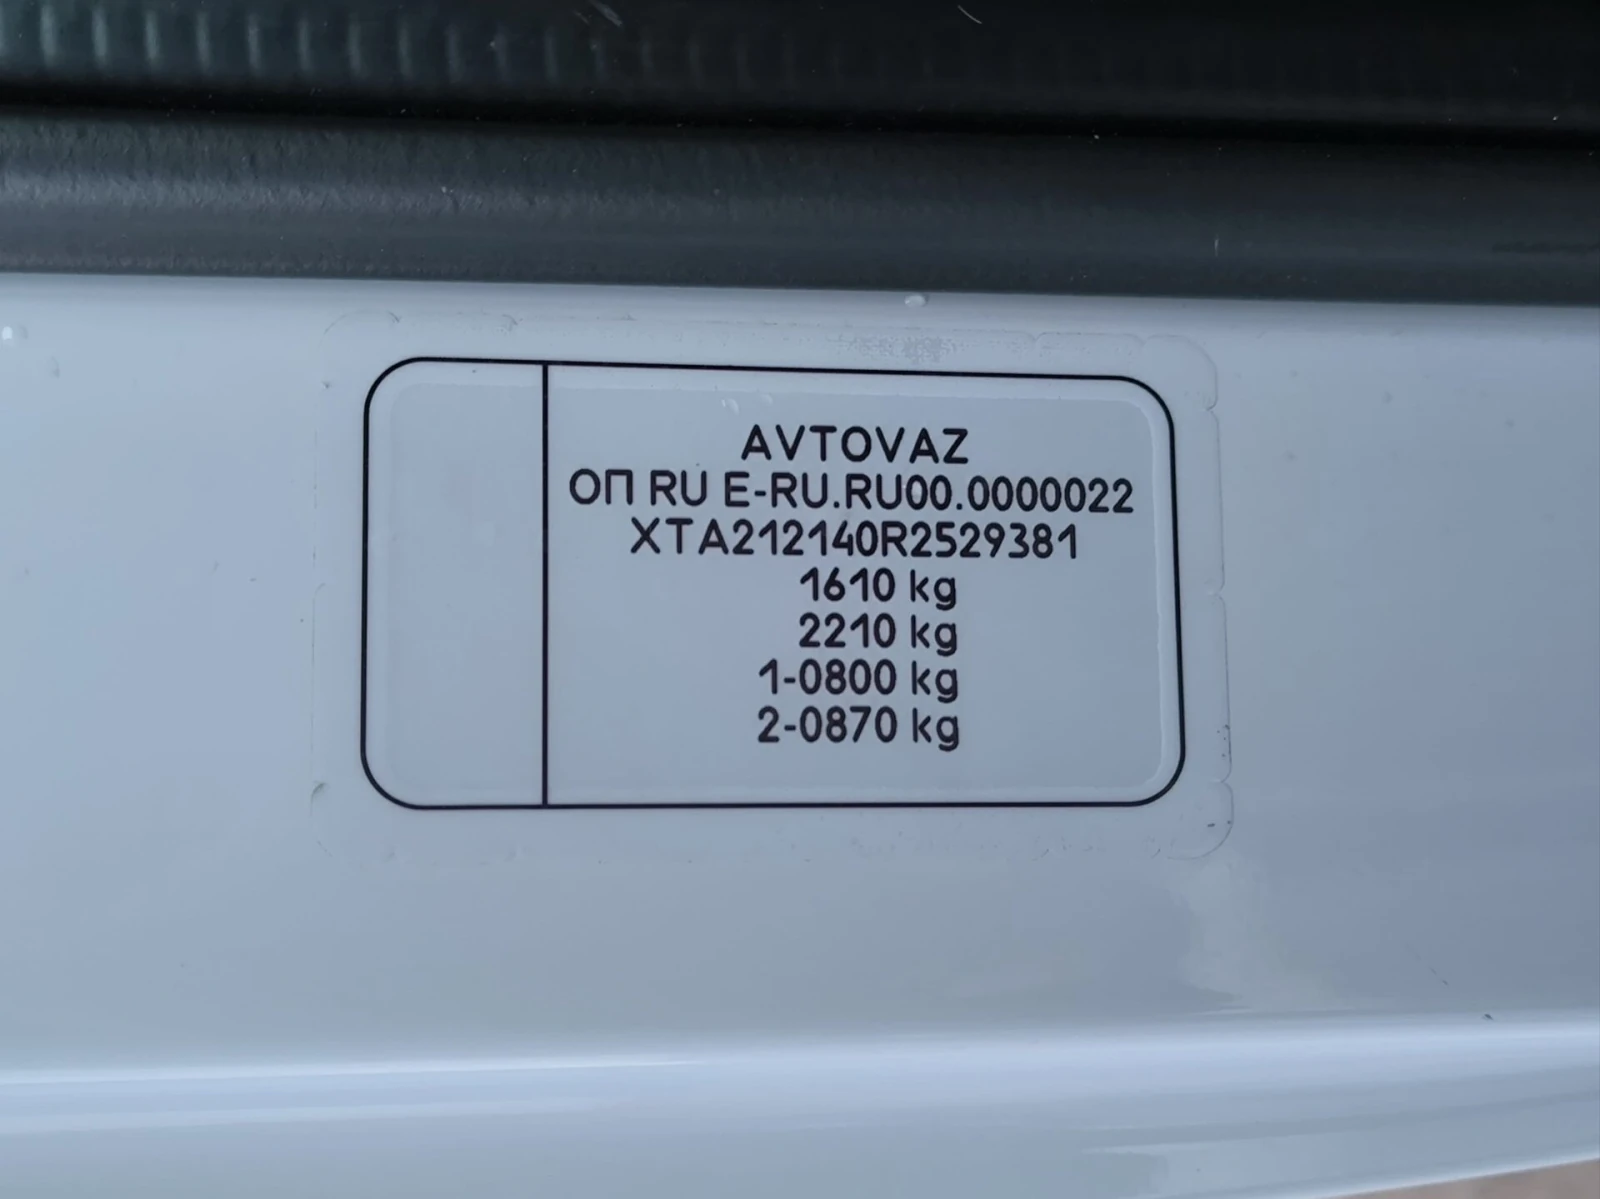 AVTOVAZ
ОП RU E-RU.RU00.0000022
XTA212140R2529381
1610 kg
2210 kg
1-0800 kg
2-0870 kg